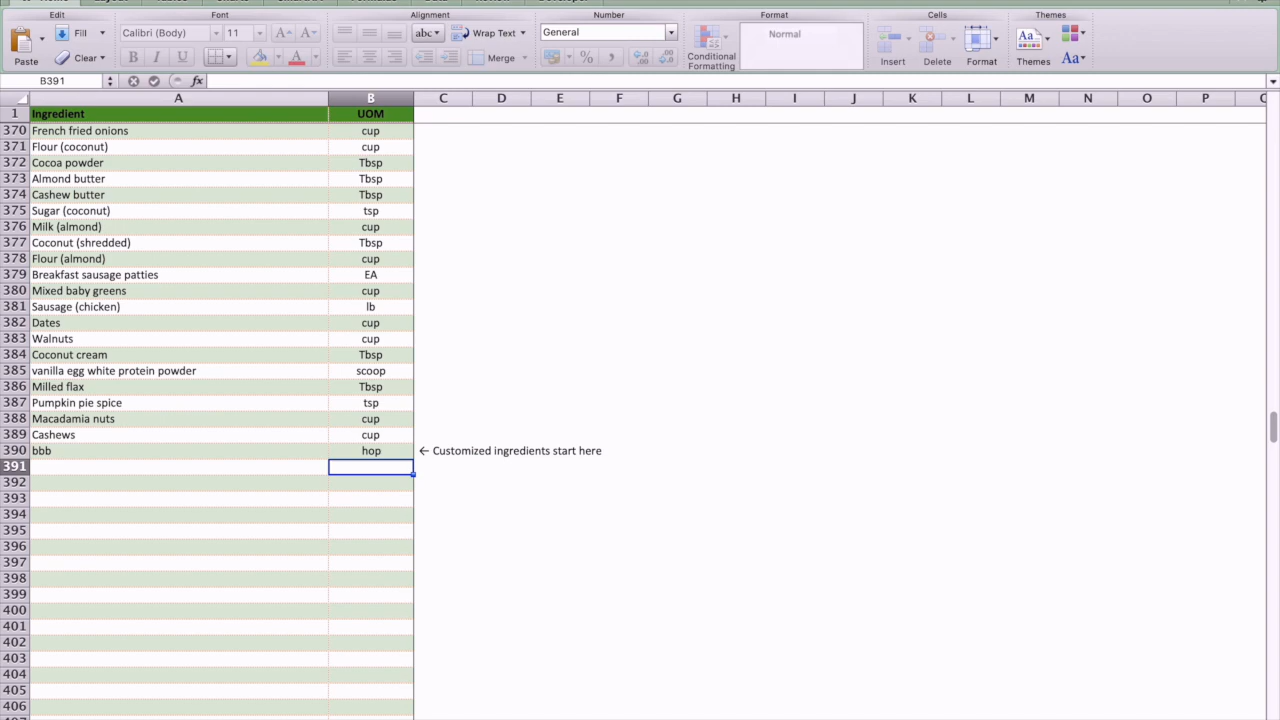 Edit Font Alignment Number Format Cells Themes
Fill Calibri (Body) 11 A A abc Wrap Text General Normal
Paste Clear B I U A Merge % , Conditional Formatting Insert Delete Format Themes Aa
B391 fx
A B C D E F G H I J K L M N O P
1 Ingredient UOM
370 French fried onions cup
371 Flour (coconut) cup
372 Cocoa powder Tbsp
373 Almond butter Tbsp
374 Cashew butter Tbsp
375 Sugar (coconut) tsp
376 Milk (almond) cup
377 Coconut (shredded) Tbsp
378 Flour (almond) cup
379 Breakfast sausage patties EA
380 Mixed baby greens cup
381 Sausage (chicken) lb
382 Dates cup
383 Walnuts cup
384 Coconut cream Tbsp
385 vanilla egg white protein powder scoop
386 Milled flax Tbsp
387 Pumpkin pie spice tsp
388 Macadamia nuts cup
389 Cashews cup
390 bbb hop ← Customized ingredients start here
391
392
393
394
395
396
397
398
399
400
401
402
403
404
405
406